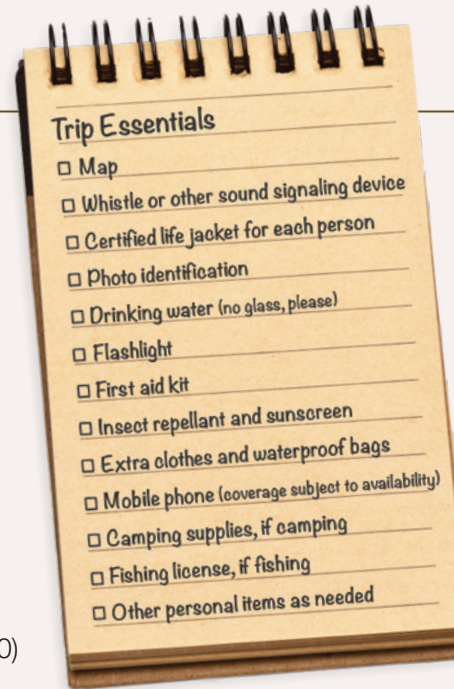 Trip Essentials
Map
Whistle or other sound signaling device
Certified life jacket for each person
Photo identification
Drinking water (no glass, please)
Flashlight
First aid kit
Insect repellant and sunscreen
Extra clothes and waterproof bags
Mobile phone (coverage subject to availability)
Camping supplies, if camping
Fishing license, if fishing
Other personal items as needed
0)